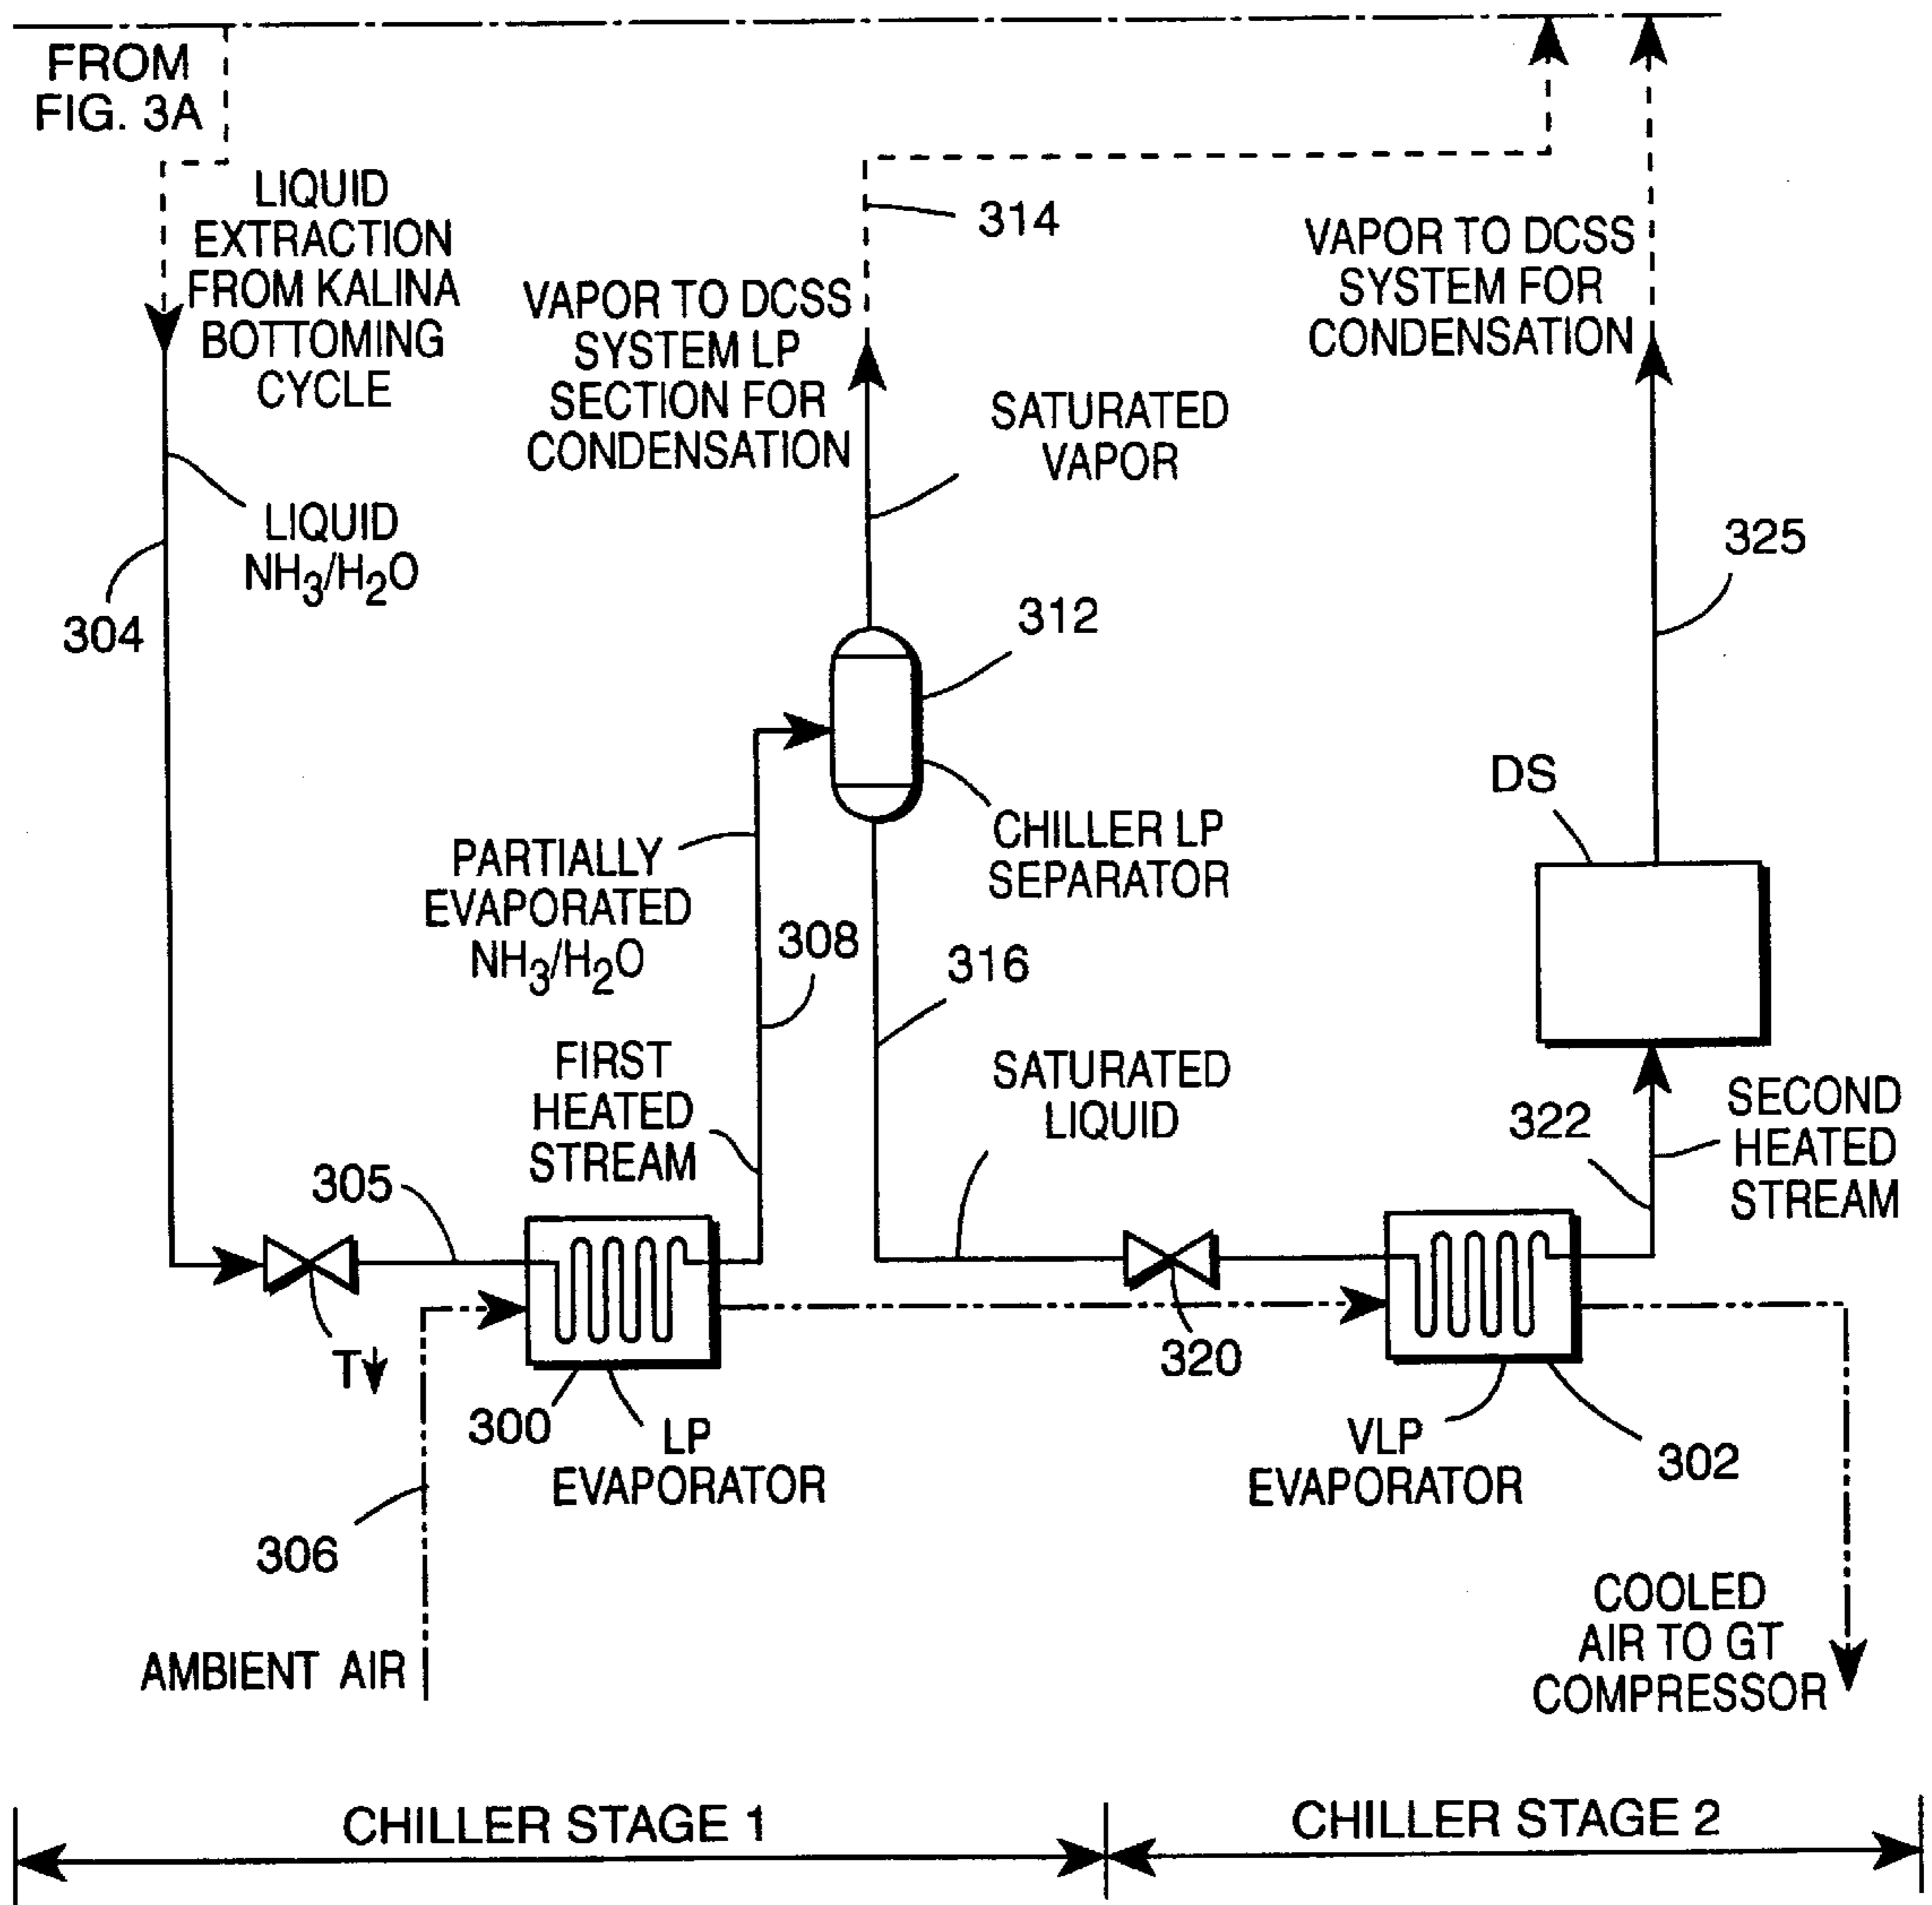 FROM
FIG. 3A
LIQUID
EXTRACTION
FROM KALINA
BOTTOMING
CYCLE
314
VAPOR TO DCSS
SYSTEM LP
SECTION FOR
CONDENSATION
VAPOR TO DCSS
SYSTEM FOR
CONDENSATION
SATURATED
VAPOR
LIQUID
NH3/H2O
304
325
312
DS
CHILLER LP
SEPARATOR
PARTIALLY
EVAPORATED
NH3/H2O
308
316
FIRST
HEATED
STREAM
SATURATED
LIQUID
322
SECOND
HEATED
STREAM
305
T
320
300
LP
EVAPORATOR
VLP
EVAPORATOR
302
306
AMBIENT AIR
COOLED
AIR TO GT
COMPRESSOR
CHILLER STAGE 1
CHILLER STAGE 2